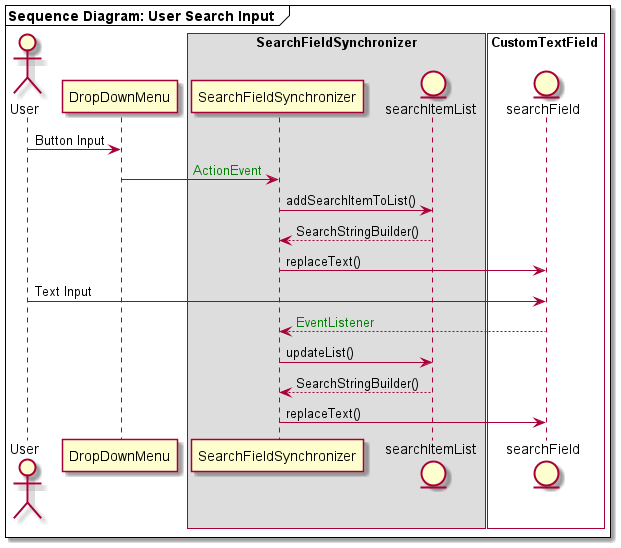 Sequence Diagram: User Search Input
SearchFieldSynchronizer
CustomTextField
User
DropDownMenu
SearchFieldSynchronizer
searchItemList
searchField
Button Input
ActionEvent
addSearchItemToList()
SearchStringBuilder()
replaceText()
Text Input
EventListener
updateList()
SearchStringBuilder()
replaceText()
User
DropDownMenu
SearchFieldSynchronizer
searchItemList
searchField